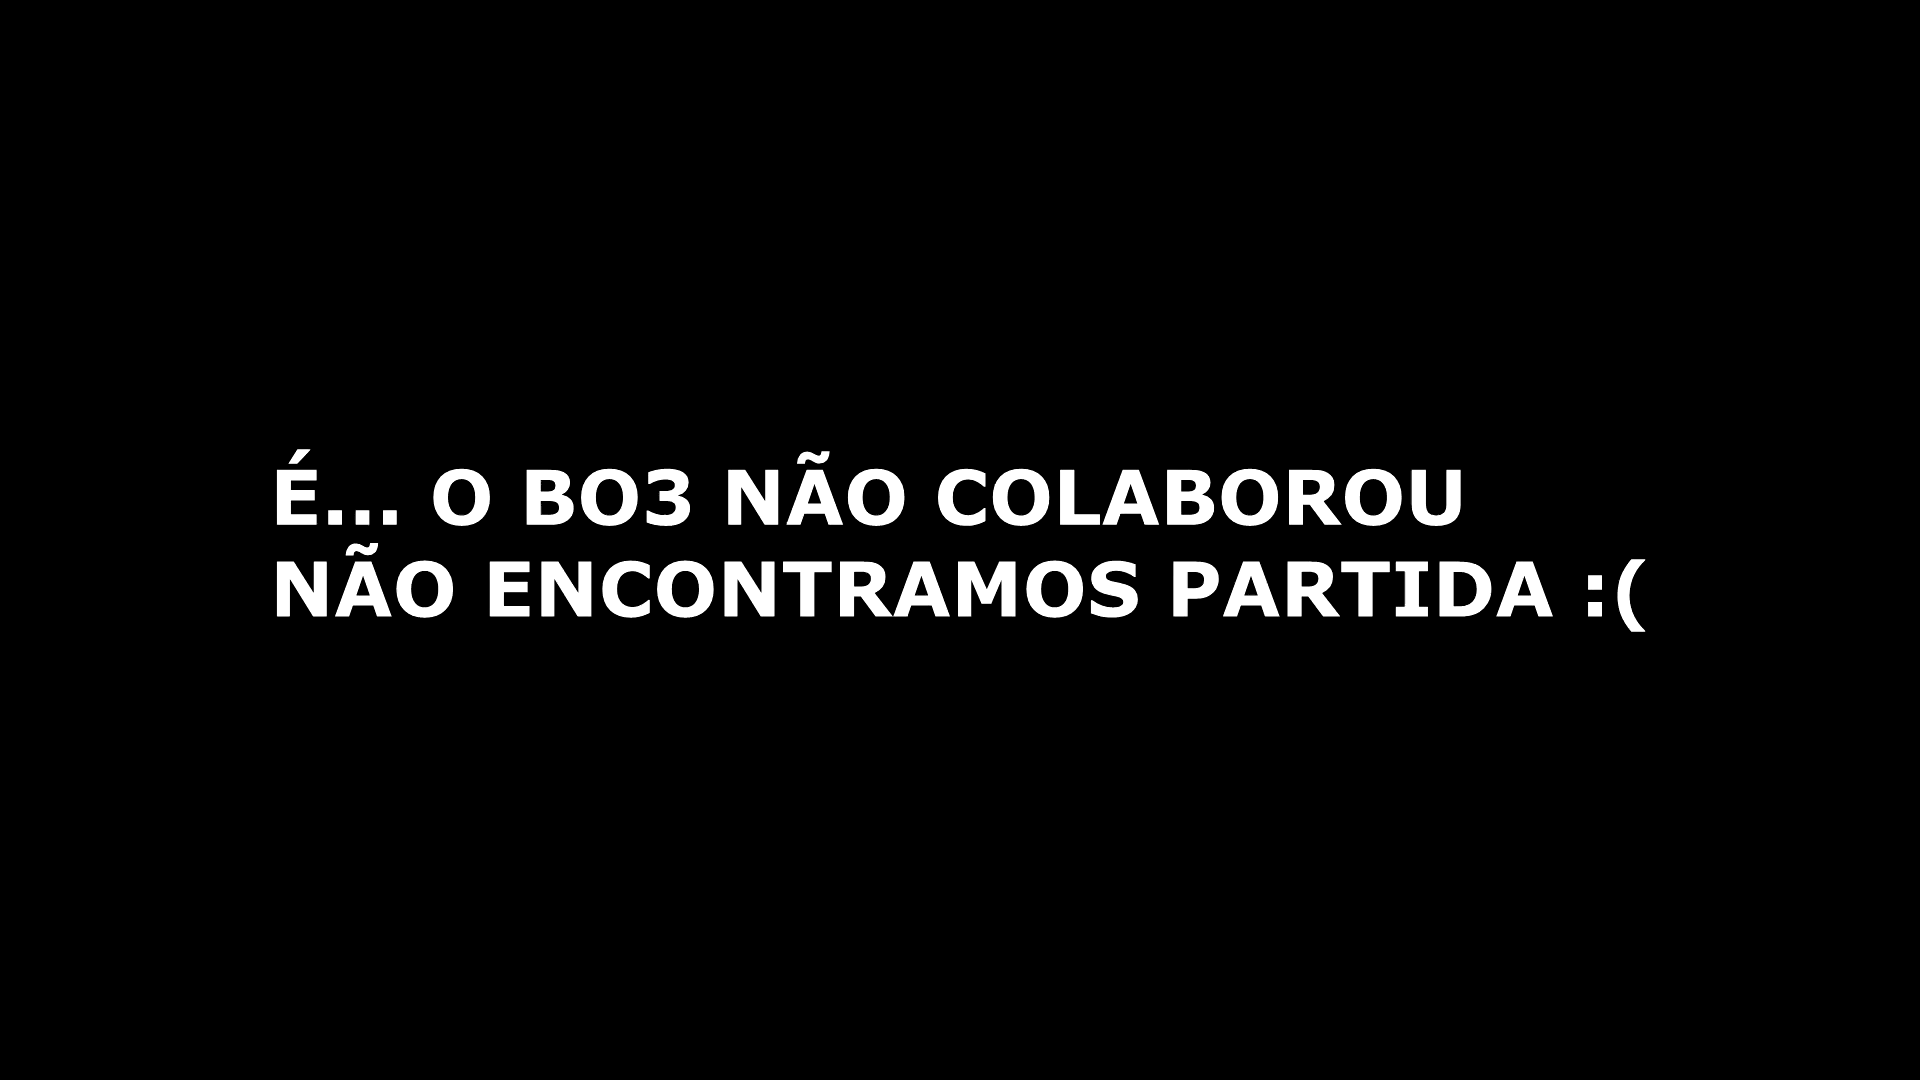 É... O BO3 NÃO COLABOROU
NÃO ENCONTRAMOS PARTIDA :(